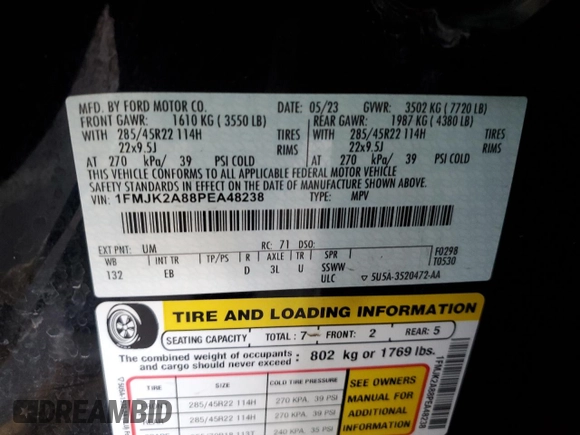 MFD. BY FORD MOTOR CO.
DATE: 05/23 GVWR: 3502 KG ( 7720 LB)
FRONT GAWR: 1610 KG ( 3550 LB) REAR GAWR: 1987 KG ( 4380 LB)
WITH 285/45R22 114H TIRES WITH 285/45R22 114H TIRES
22x9.5J RIMS 22x9.5J RIMS
AT 270 kPa/ 39 PSI COLD AT 270 kPa/ 39 PSI COLD
THIS VEHICLE CONFORMS TO ALL APPLICABLE FEDERAL MOTOR VEHICLE
SAFETY STANDARDS IN EFFECT ON THE DATE OF MANUFACTURE SHOWN ABOVE.
VIN: 1FMJK2A88PEA48238 TYPE: MPV
EXT PNT: UM RC: 71 DSO:
WB INT TR TP/PS R AXLE TR SPR F0298
132 EB D 3L U SSWW T0530
ULC ▿ 5U5A-3520472-AA
TIRE AND LOADING INFORMATION
SEATING CAPACITY TOTAL: 7 FRONT: 2 REAR: 5
The combined weight of occupants and cargo should never exceed : 802 kg or 1769 lbs.
TIRE SIZE COLD TIRE PRESSURE
285/45R22 114H 270 KPA, 39 PSI
285/45R22 114H 270 KPA, 39 PSI
240 KPA, 35 PSI
SEE OWNERS
MANUAL FOR
ADDITIONAL
INFORMATION
1FMJK2A88PEA48238
DREAMBID